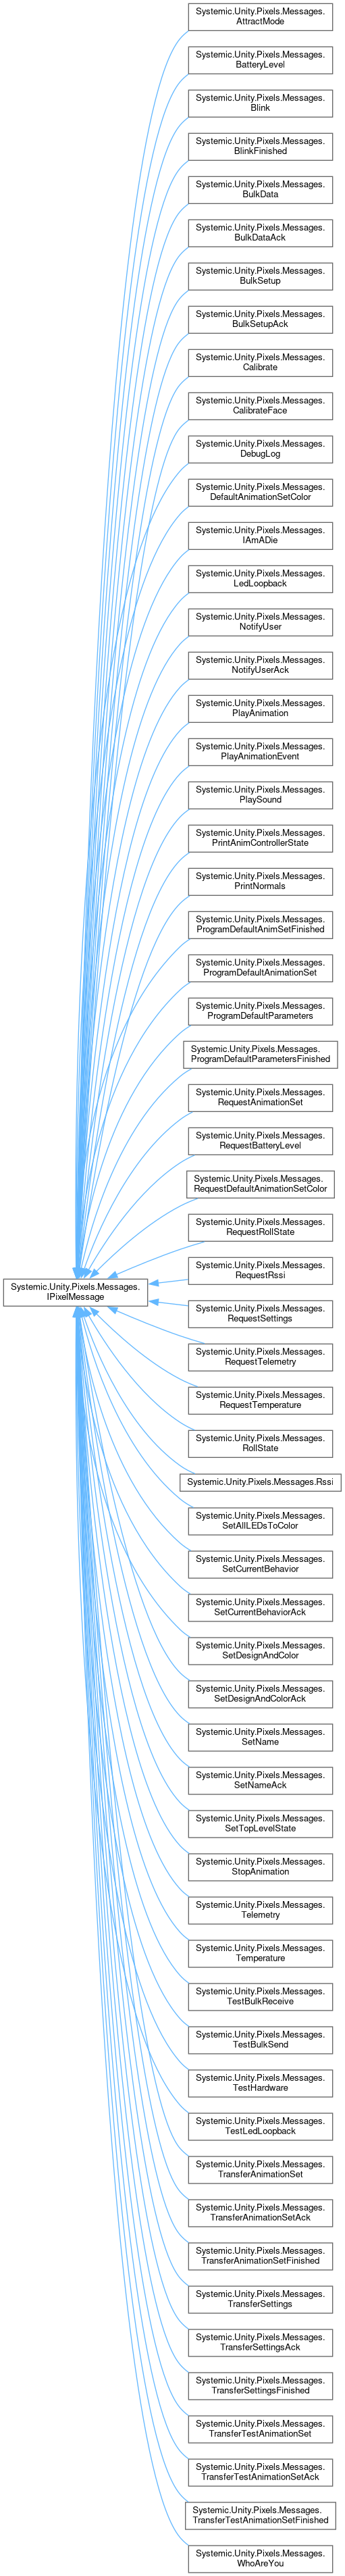 Systemic.Unity.Pixels.Messages.
AttractMode
Systemic.Unity.Pixels.Messages.
BatteryLevel
Systemic.Unity.Pixels.Messages.
Blink
Systemic.Unity.Pixels.Messages.
BlinkFinished
Systemic.Unity.Pixels.Messages.
BulkData
Systemic.Unity.Pixels.Messages.
BulkDataAck
Systemic.Unity.Pixels.Messages.
BulkSetup
Systemic.Unity.Pixels.Messages.
BulkSetupAck
Systemic.Unity.Pixels.Messages.
Calibrate
Systemic.Unity.Pixels.Messages.
CalibrateFace
Systemic.Unity.Pixels.Messages.
DebugLog
Systemic.Unity.Pixels.Messages.
DefaultAnimationSetColor
Systemic.Unity.Pixels.Messages.
IAmADie
Systemic.Unity.Pixels.Messages.
LedLoopback
Systemic.Unity.Pixels.Messages.
NotifyUser
Systemic.Unity.Pixels.Messages.
NotifyUserAck
Systemic.Unity.Pixels.Messages.
PlayAnimation
Systemic.Unity.Pixels.Messages.
PlayAnimationEvent
Systemic.Unity.Pixels.Messages.
PlaySound
Systemic.Unity.Pixels.Messages.
PrintAnimControllerState
Systemic.Unity.Pixels.Messages.
PrintNormals
Systemic.Unity.Pixels.Messages.
ProgramDefaultAnimSetFinished
Systemic.Unity.Pixels.Messages.
ProgramDefaultAnimationSet
Systemic.Unity.Pixels.Messages.
ProgramDefaultParameters
Systemic.Unity.Pixels.Messages.
ProgramDefaultParametersFinished
Systemic.Unity.Pixels.Messages.
RequestAnimationSet
Systemic.Unity.Pixels.Messages.
RequestBatteryLevel
Systemic.Unity.Pixels.Messages.
RequestDefaultAnimationSetColor
Systemic.Unity.Pixels.Messages.
RequestRollState
Systemic.Unity.Pixels.Messages.
RequestRssi
Systemic.Unity.Pixels.Messages.
IPixelMessage
Systemic.Unity.Pixels.Messages.
RequestSettings
Systemic.Unity.Pixels.Messages.
RequestTelemetry
Systemic.Unity.Pixels.Messages.
RequestTemperature
Systemic.Unity.Pixels.Messages.
RollState
Systemic.Unity.Pixels.Messages.Rssi
Systemic.Unity.Pixels.Messages.
SetAllLEDsToColor
Systemic.Unity.Pixels.Messages.
SetCurrentBehavior
Systemic.Unity.Pixels.Messages.
SetCurrentBehaviorAck
Systemic.Unity.Pixels.Messages.
SetDesignAndColor
Systemic.Unity.Pixels.Messages.
SetDesignAndColorAck
Systemic.Unity.Pixels.Messages.
SetName
Systemic.Unity.Pixels.Messages.
SetNameAck
Systemic.Unity.Pixels.Messages.
SetTopLevelState
Systemic.Unity.Pixels.Messages.
StopAnimation
Systemic.Unity.Pixels.Messages.
Telemetry
Systemic.Unity.Pixels.Messages.
Temperature
Systemic.Unity.Pixels.Messages.
TestBulkReceive
Systemic.Unity.Pixels.Messages.
TestBulkSend
Systemic.Unity.Pixels.Messages.
TestHardware
Systemic.Unity.Pixels.Messages.
TestLedLoopback
Systemic.Unity.Pixels.Messages.
TransferAnimationSet
Systemic.Unity.Pixels.Messages.
TransferAnimationSetAck
Systemic.Unity.Pixels.Messages.
TransferAnimationSetFinished
Systemic.Unity.Pixels.Messages.
TransferSettings
Systemic.Unity.Pixels.Messages.
TransferSettingsAck
Systemic.Unity.Pixels.Messages.
TransferSettingsFinished
Systemic.Unity.Pixels.Messages.
TransferTestAnimationSet
Systemic.Unity.Pixels.Messages.
TransferTestAnimationSetAck
Systemic.Unity.Pixels.Messages.
TransferTestAnimationSetFinished
Systemic.Unity.Pixels.Messages.
WhoAreYou